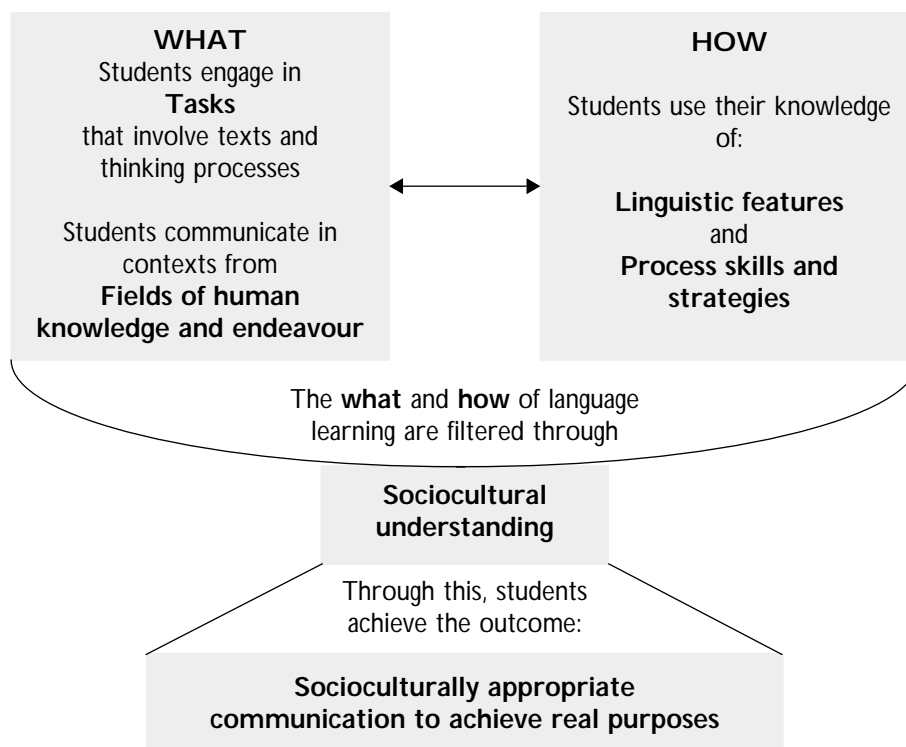 WHAT
Students engage in
Tasks
that involve texts and
thinking processes
Students communicate in
contexts from
Fields of human
knowledge and endeavour
HOW
Students use their knowledge
of:
Linguistic features
and
Process skills and
strategies
The what and how of language
learning are filtered through
Sociocultural
understanding
Through this, students
achieve the outcome:
Socioculturally appropriate
communication to achieve real purposes